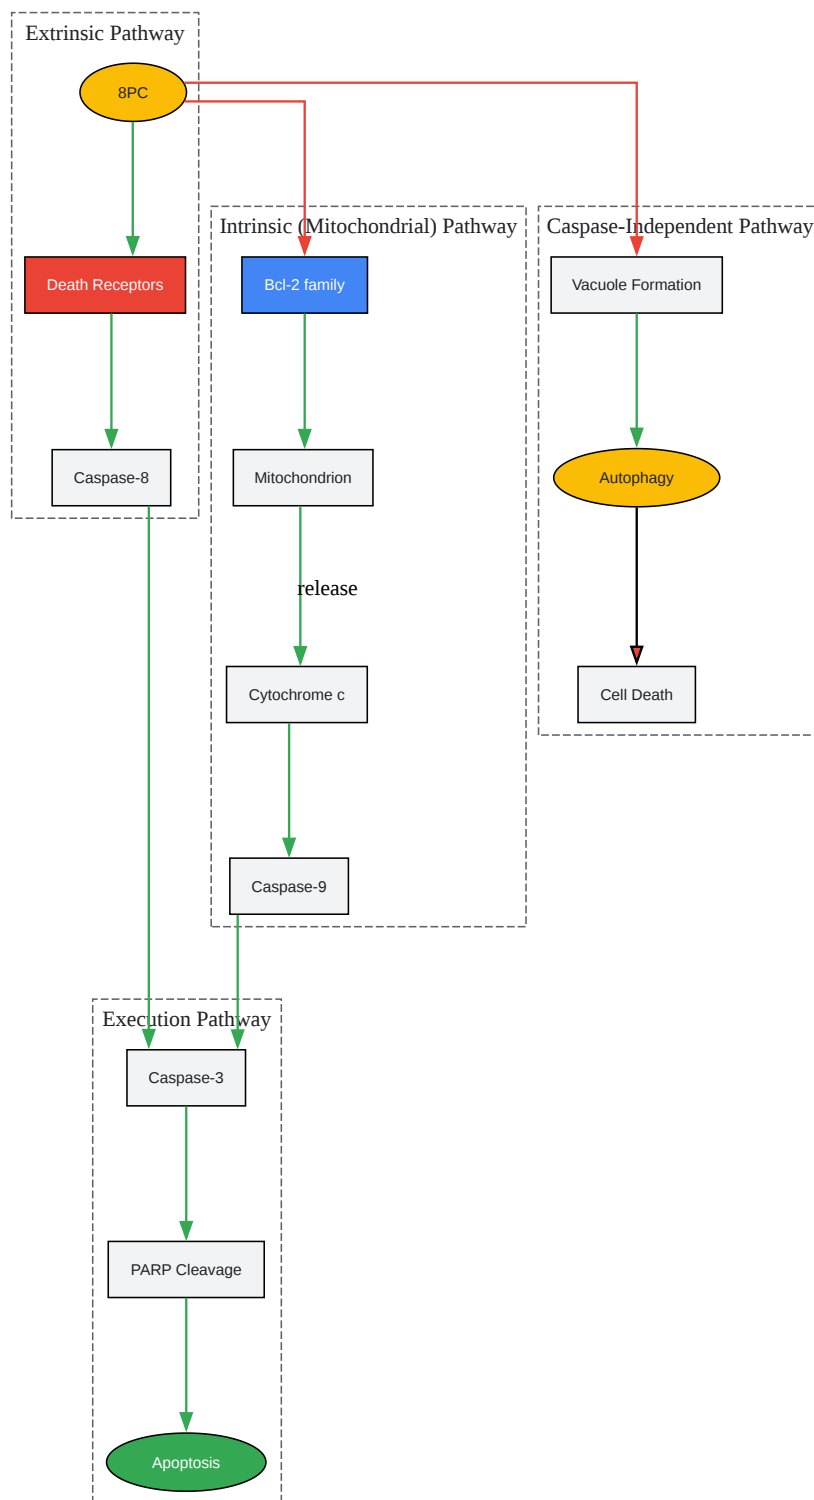 Extrinsic Pathway
8PC
Intrinsic (Mitochondrial) Pathway
Caspase-Independent Pathway
Death Receptors
Bcl-2 family
Vacuole Formation
Caspase-8
Mitochondrion
Autophagy
release
Cytochrome c
Cell Death
Caspase-9
Execution Pathway
Caspase-3
PARP Cleavage
Apoptosis